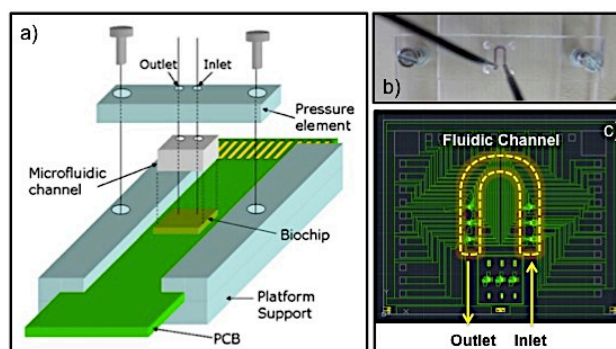 a)
Outlet Inlet
Pressure
element
Microfluidic
channel
Biochip
Platform
Support
PCB
b)
c)
Fluidic Channel
Outlet Inlet